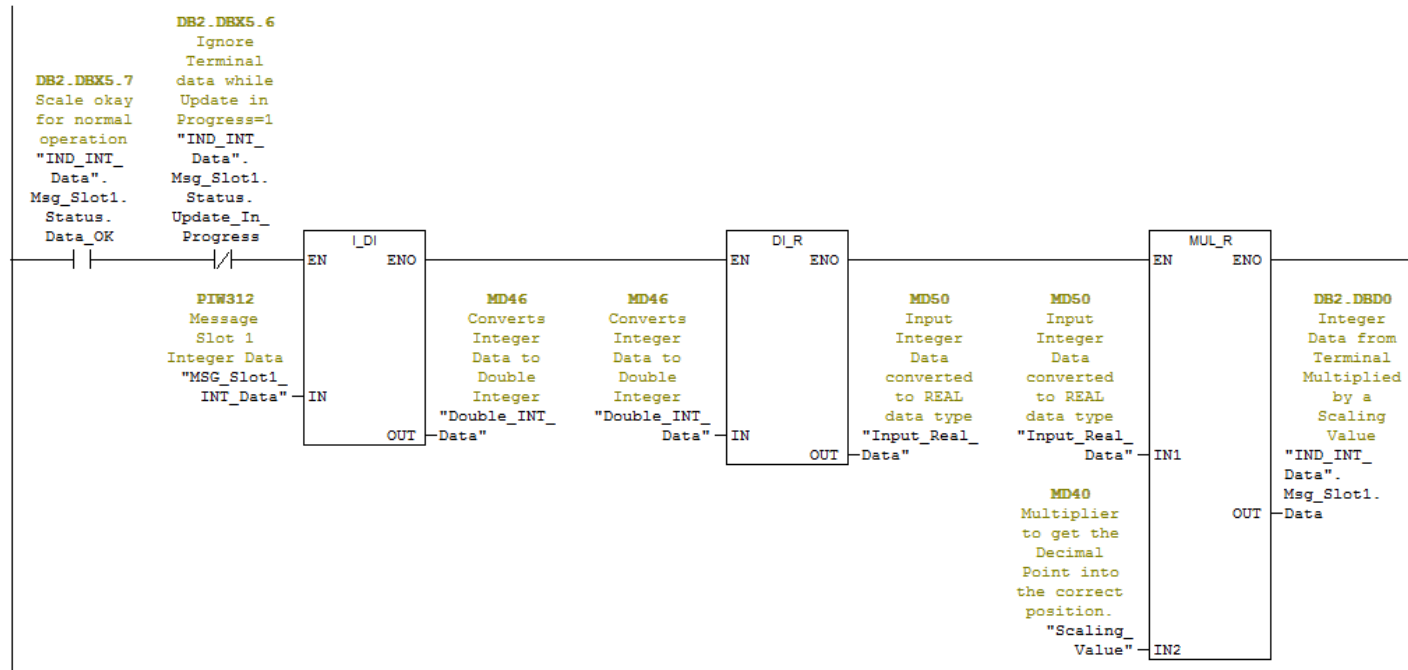 DB2.DBX5.7
Scale okay
for normal
operation
"IND_INT_
Data".
Msg_Slot1.
Status.
Data_OK
DB2.DBX5.6
Ignore
Terminal
data while
Update in
Progress=1
"IND_INT_
Data".
Msg_Slot1.
Status.
Update_In_
Progress
I_DI
EN ENO
PIW312
Message
Slot 1
Integer Data
"MSG_Slot1_
INT_Data"
IN
OUT
MD46
Converts
Integer
Data to
Double
Integer
"Double_INT_
Data"
MD46
Converts
Integer
Data to
Double
Integer
"Double_INT_
Data"
DI_R
EN ENO
IN
OUT
MD50
Input
Integer
Data
converted
to REAL
data type
"Input_Real_
Data"
MD50
Input
Integer
Data
converted
to REAL
data type
"Input_Real_
Data"
MUL_R
EN ENO
IN1
MD40
Multiplier
to get the
Decimal
Point into
the correct
position.
"Scaling_
Value"
IN2
OUT
DB2.DBD0
Integer
Data from
Terminal
Multiplied
by a
Scaling
Value
"IND_INT_
Data".
Msg_Slot1.
Data